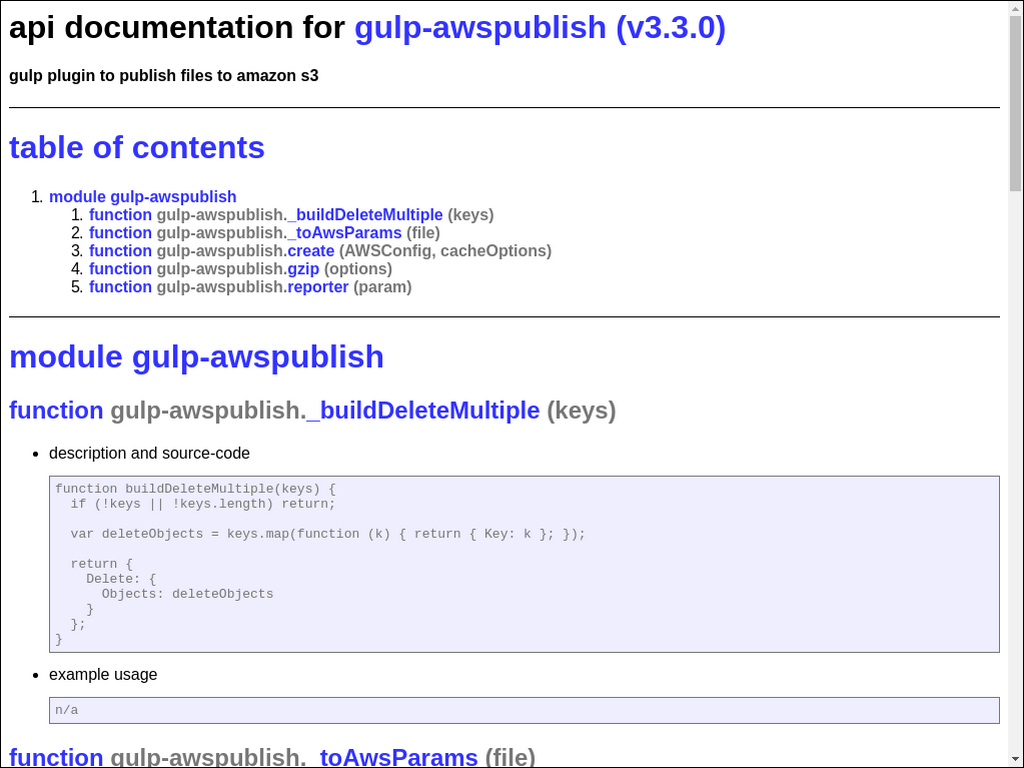 api documentation for gulp-awspublish (v3.3.0)
gulp plugin to publish files to amazon s3
table of contents
1. module gulp-awspublish
1. function gulp-awspublish._buildDeleteMultiple (keys)
2. function gulp-awspublish._toAwsParams (file)
3. function gulp-awspublish.create (AWSConfig, cacheOptions)
4. function gulp-awspublish.gzip (options)
5. function gulp-awspublish.reporter (param)
module gulp-awspublish
function gulp-awspublish._buildDeleteMultiple (keys)
• description and source-code
function buildDeleteMultiple(keys) {
  if (!keys || !keys.length) return;
  var deleteObjects = keys.map(function (k) { return { Key: k }; });
  return {
    Delete: {
      Objects: deleteObjects
    }
  };
}
• example usage
n/a
function gulp-awspublish._toAwsParams (file)